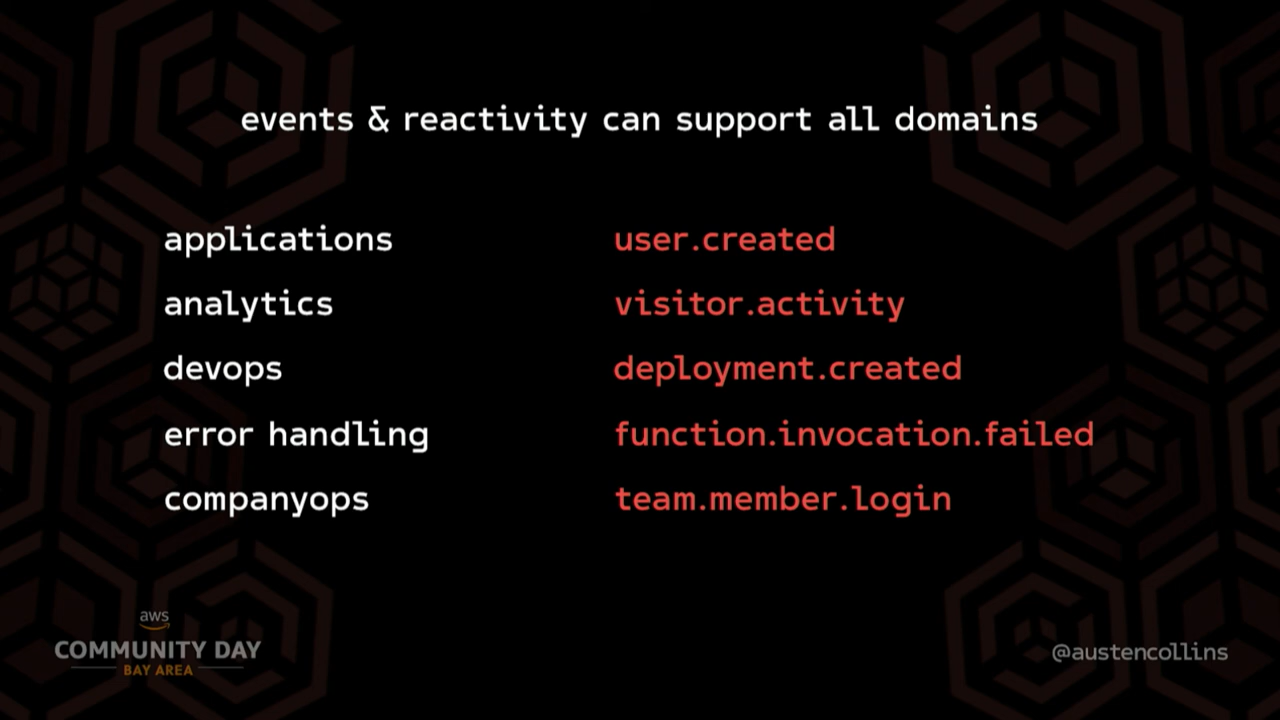 events & reactivity can support all domains
applications user.created
analytics visitor.activity
devops deployment.created
error handling function.invocation.failed
companyops team.member.login
aws
COMMUNITY DAY
BAY AREA
@austencollins